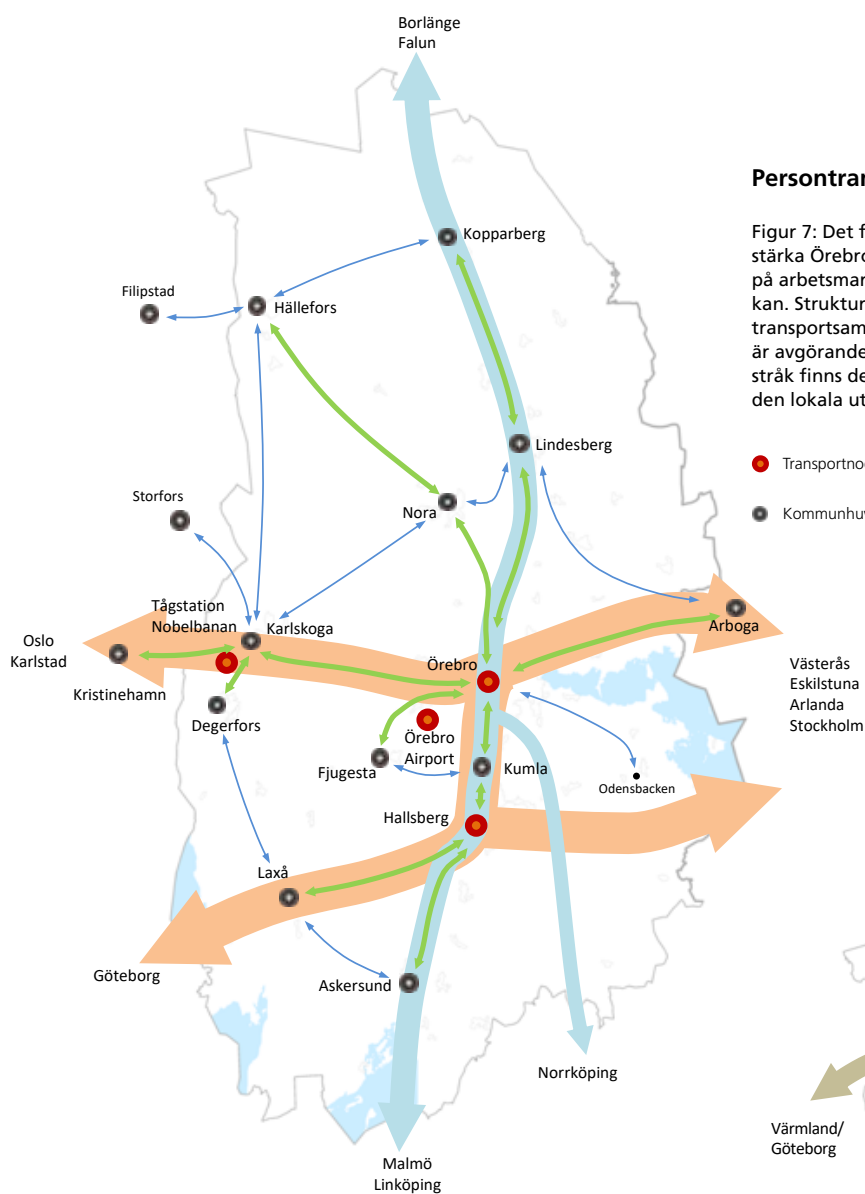 Borlänge
Falun
Kopparberg
Filipstad
Hällefors
Lindesberg
Nora
Storfors
Tågstation
Nobelbanan
Karlskoga
Oslo
Karlstad
Kristinehamn
Arboga
Örebro
Västerås
Eskilstuna
Arlanda
Stockholm
Degerfors
Örebro
Airport
Fjugesta
Kumla
Odensbacken
Hallsberg
Laxå
Göteborg
Askersund
Norrköping
Malmö
Linköping
Persontran
Figur 7: Det f
stärka Örebro
på arbetsmar
kan. Struktur
transportsam
är avgörande
stråk finns de
den lokala ut
Transportnod
Kommunhuv
Värmland/
Göteborg